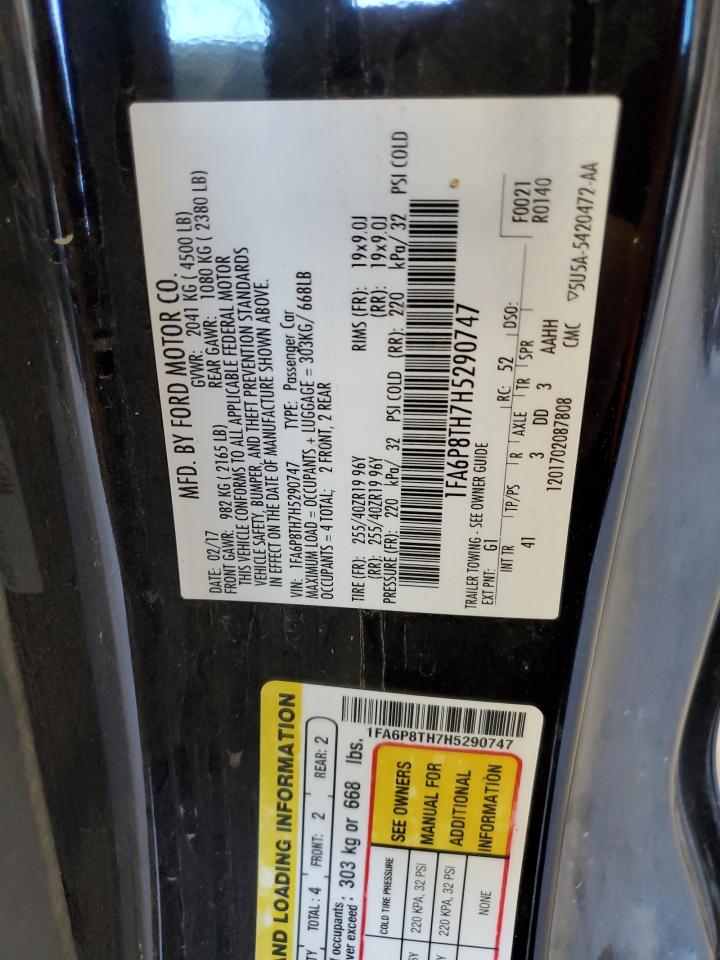 MFD. BY FORD MOTOR CO.
DATE: 02/17 GVWR: 2041 KG ( 4500 LB)
FRONT GAWR: 982 KG ( 2165 LB) REAR GAWR: 1080 KG ( 2380 LB)
THIS VEHICLE CONFORMS TO ALL APPLICABLE FEDERAL MOTOR
VEHICLE SAFETY, BUMPER, AND THEFT PREVENTION STANDARDS
IN EFFECT ON THE DATE OF MANUFACTURE SHOWN ABOVE.
VIN: 1FA6P8TH7H5290747 TYPE: Passenger Car
MAXIMUM LOAD = OCCUPANTS + LUGGAGE = 303KG/ 668LB
OCCUPANTS = 4 TOTAL: 2 FRONT, 2 REAR
TIRE (FR): 255/40ZR19 96Y RIMS (FR): 19x9.0J
(RR): 255/40ZR19 96Y (RR): 19x9.0J
PRESSURE (FR): 220 kPa/ 32 PSI COLD (RR): 220 kPa/ 32 PSI COLD
1FA6P8TH7H5290747
TRAILER TOWING - SEE OWNER GUIDE
EXT PNT: G1 RC: 52 DSO: F0021
R0140
INT TR TP/PS R AXLE TR SPR
41 3 DD 3 AAHH
1201702087808 CMC ▽5U5A-5420472-AA
AND LOADING INFORMATION
TY TOTAL: 4 FRONT: 2 REAR: 2
f occupants
ver exceed : 303 kg or 668 lbs.
1FA6P8TH7H5290747
COLD TIRE PRESSURE
6Y 220 KPA, 32 PSI
6Y 220 KPA, 32 PSI
NONE
SEE OWNERS
MANUAL FOR
ADDITIONAL
INFORMATION